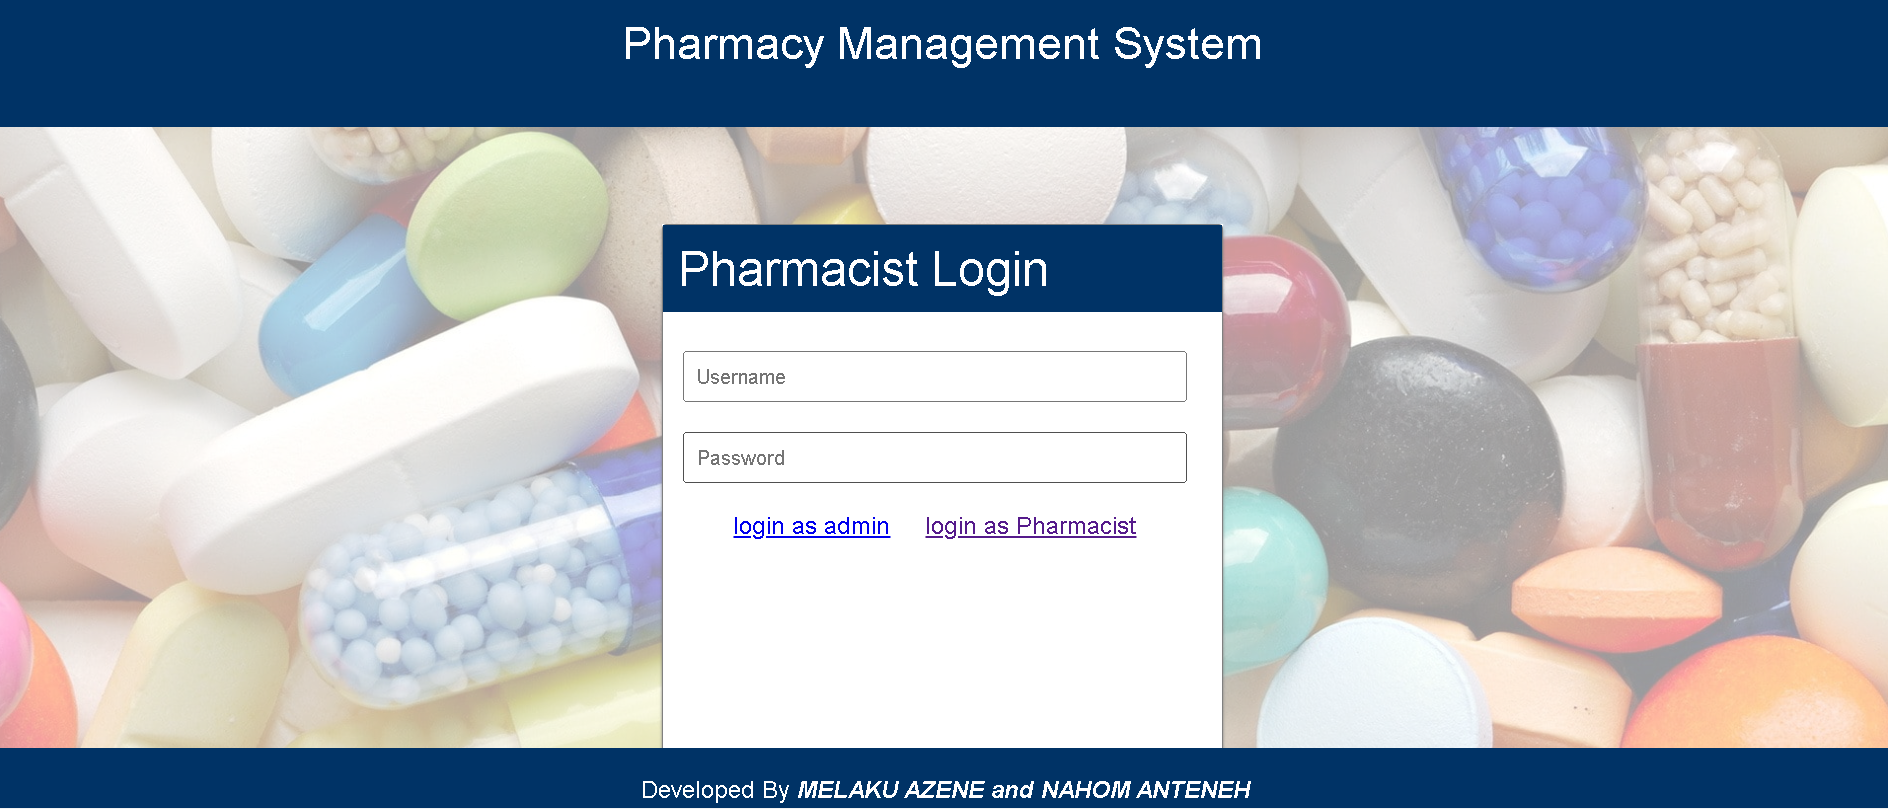 Pharmacy Management System
Pharmacist Login
Username
Password
login as admin login as Pharmacist
Developed By MELAKU AZENE and NAHOM ANTENEH